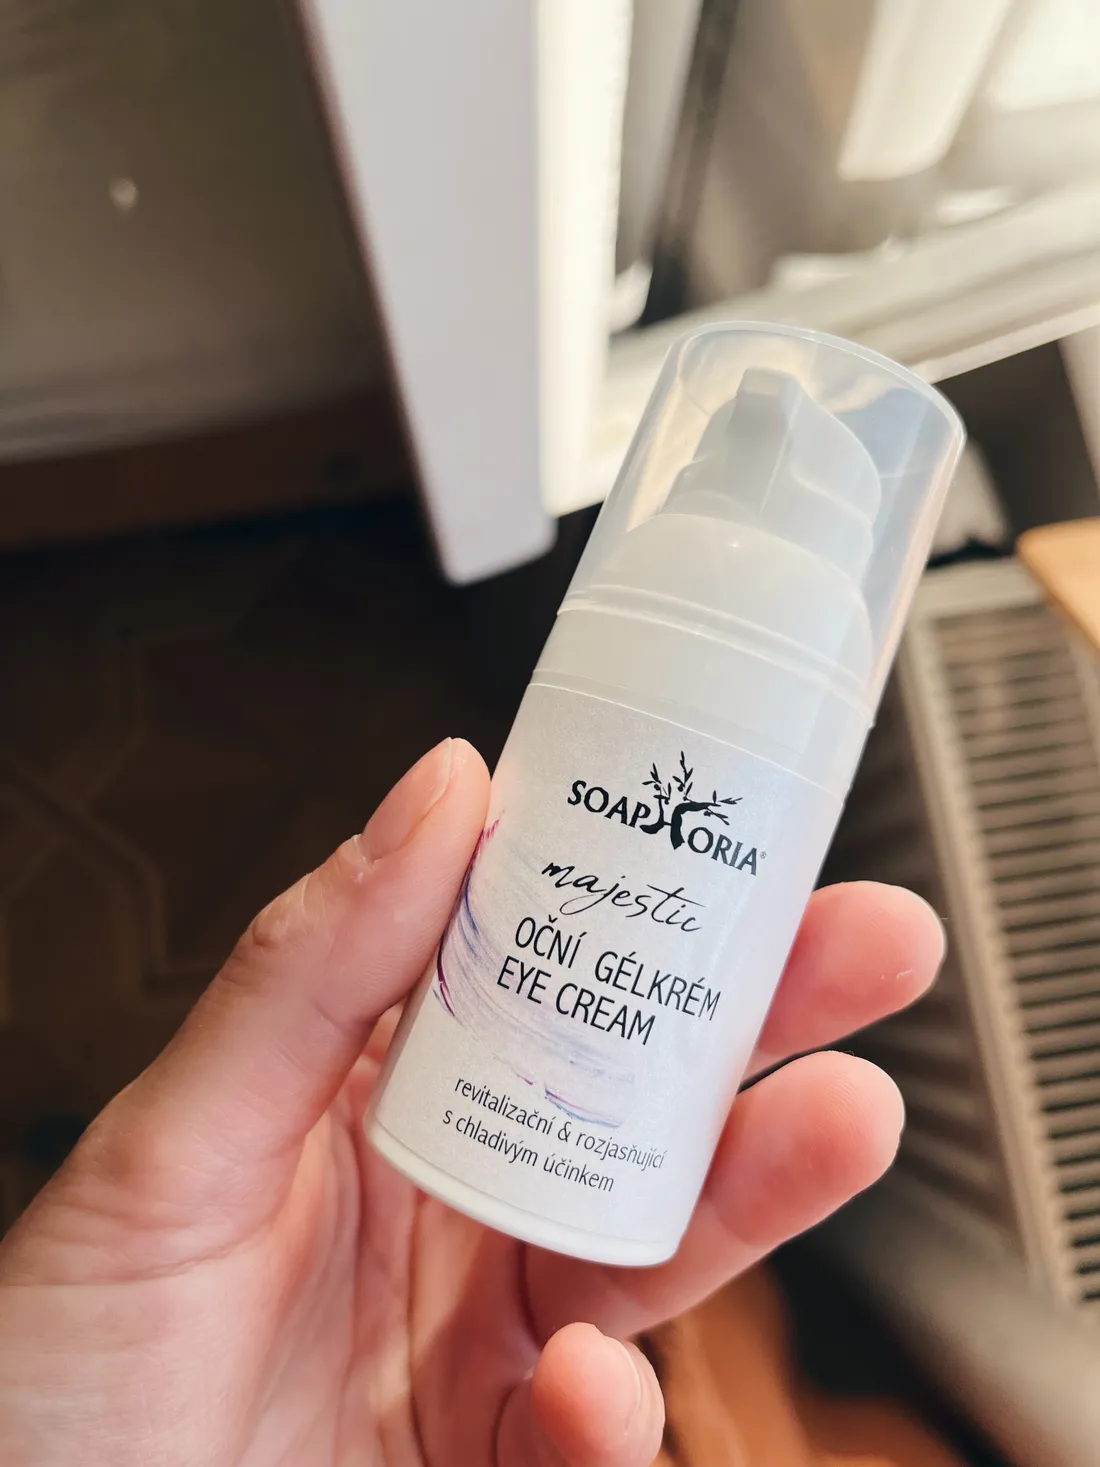 SOAPHORIA®
majestic
OČNÍ GÉLKRÉM
EYE CREAM
revitalizační & rozjasňující
s chladivým účinkem